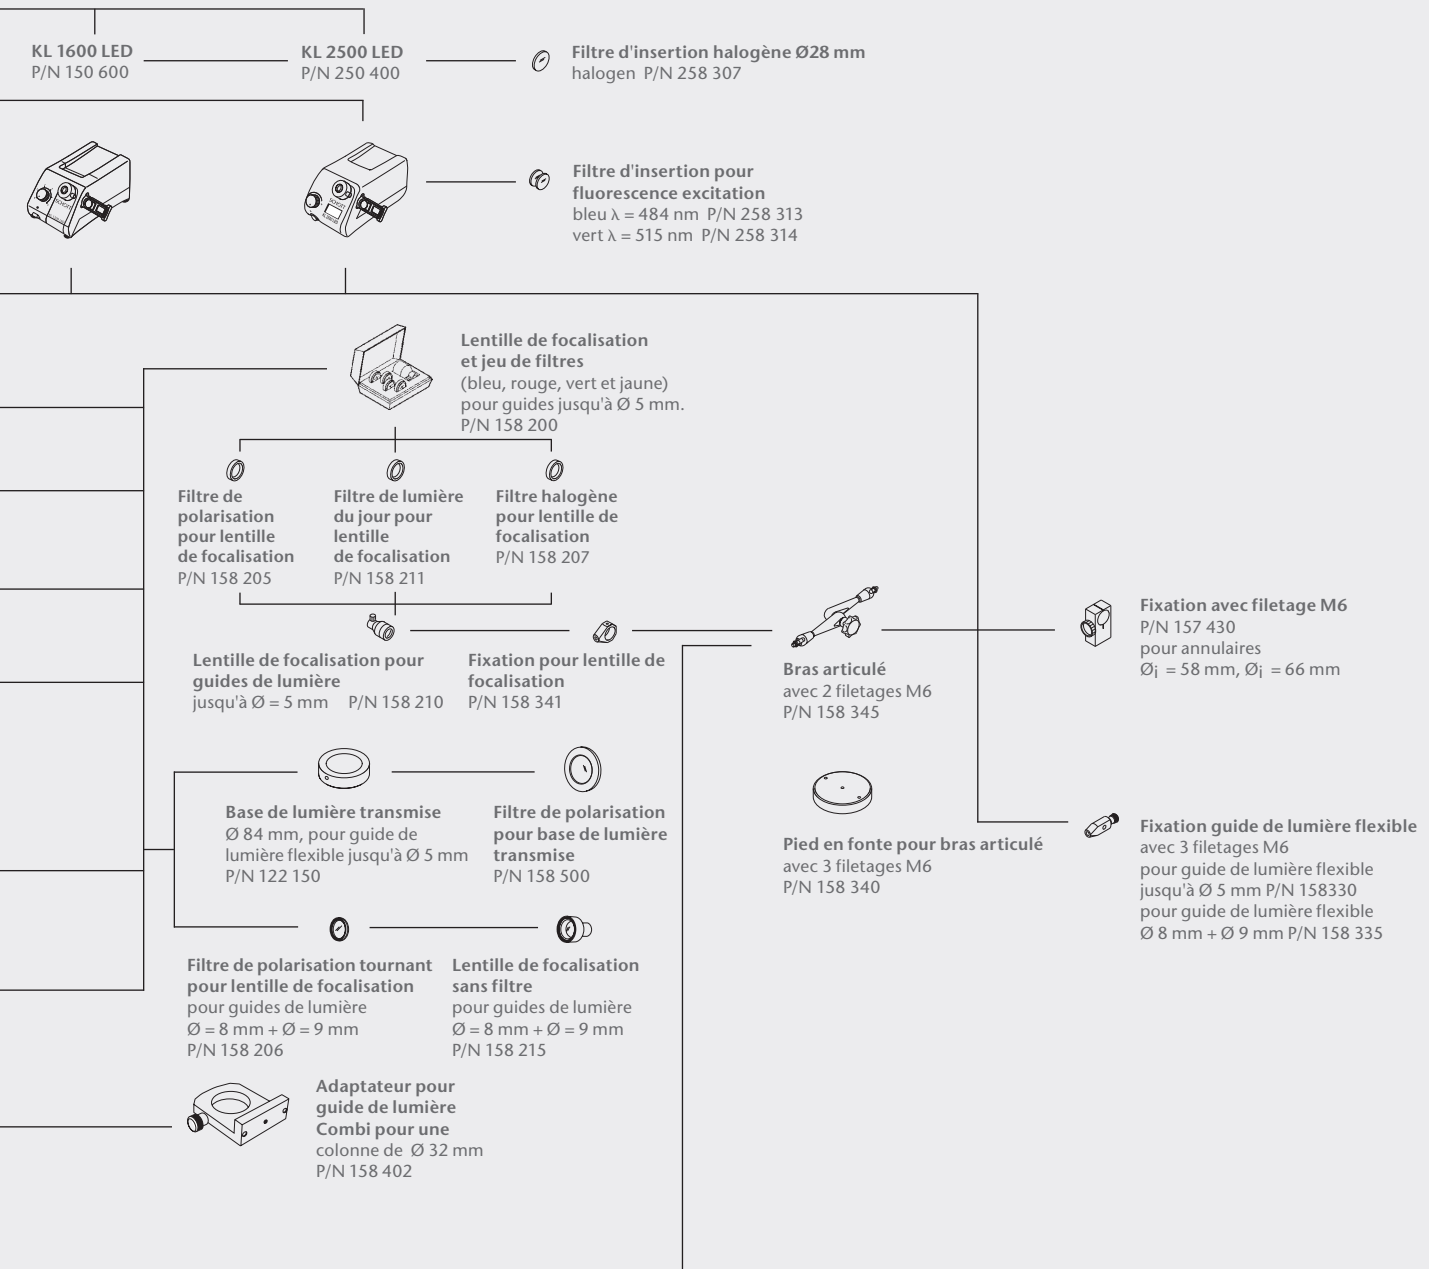 KL 1600 LED
P/N 150 600
KL 2500 LED
P/N 250 400
Filtre d'insertion halogène Ø28 mm
halogen P/N 258 307
SCHOTT
SCHOTT
Filtre d'insertion pour
fluorescence excitation
bleu λ = 484 nm P/N 258 313
vert λ = 515 nm P/N 258 314
Lentille de focalisation
et jeu de filtres
(bleu, rouge, vert et jaune)
pour guides jusqu'à Ø 5 mm.
P/N 158 200
Filtre de
polarisation
pour lentille
de focalisation
P/N 158 205
Filtre de lumière
du jour pour
lentille
de focalisation
P/N 158 211
Filtre halogène
pour lentille de
focalisation
P/N 158 207
Lentille de focalisation pour
guides de lumière
jusqu'à Ø = 5 mm P/N 158 210
Fixation pour lentille de
focalisation
P/N 158 341
Bras articulé
avec 2 filetages M6
P/N 158 345
Fixation avec filetage M6
P/N 157 430
pour annulaires
Øi = 58 mm, Øi = 66 mm
Base de lumière transmise
Ø 84 mm, pour guide de
lumière flexible jusqu'à Ø 5 mm
P/N 122 150
Filtre de polarisation
pour base de lumière
transmise
P/N 158 500
Pied en fonte pour bras articulé
avec 3 filetages M6
P/N 158 340
Fixation guide de lumière flexible
avec 3 filetages M6
pour guide de lumière flexible
jusqu'à Ø 5 mm P/N 158330
pour guide de lumière flexible
Ø 8 mm + Ø 9 mm P/N 158 335
Filtre de polarisation tournant
pour lentille de focalisation
pour guides de lumière
Ø = 8 mm + Ø = 9 mm
P/N 158 206
Lentille de focalisation
sans filtre
pour guides de lumière
Ø = 8 mm + Ø = 9 mm
P/N 158 215
Adaptateur pour
guide de lumière
Combi pour une
colonne de Ø 32 mm
P/N 158 402